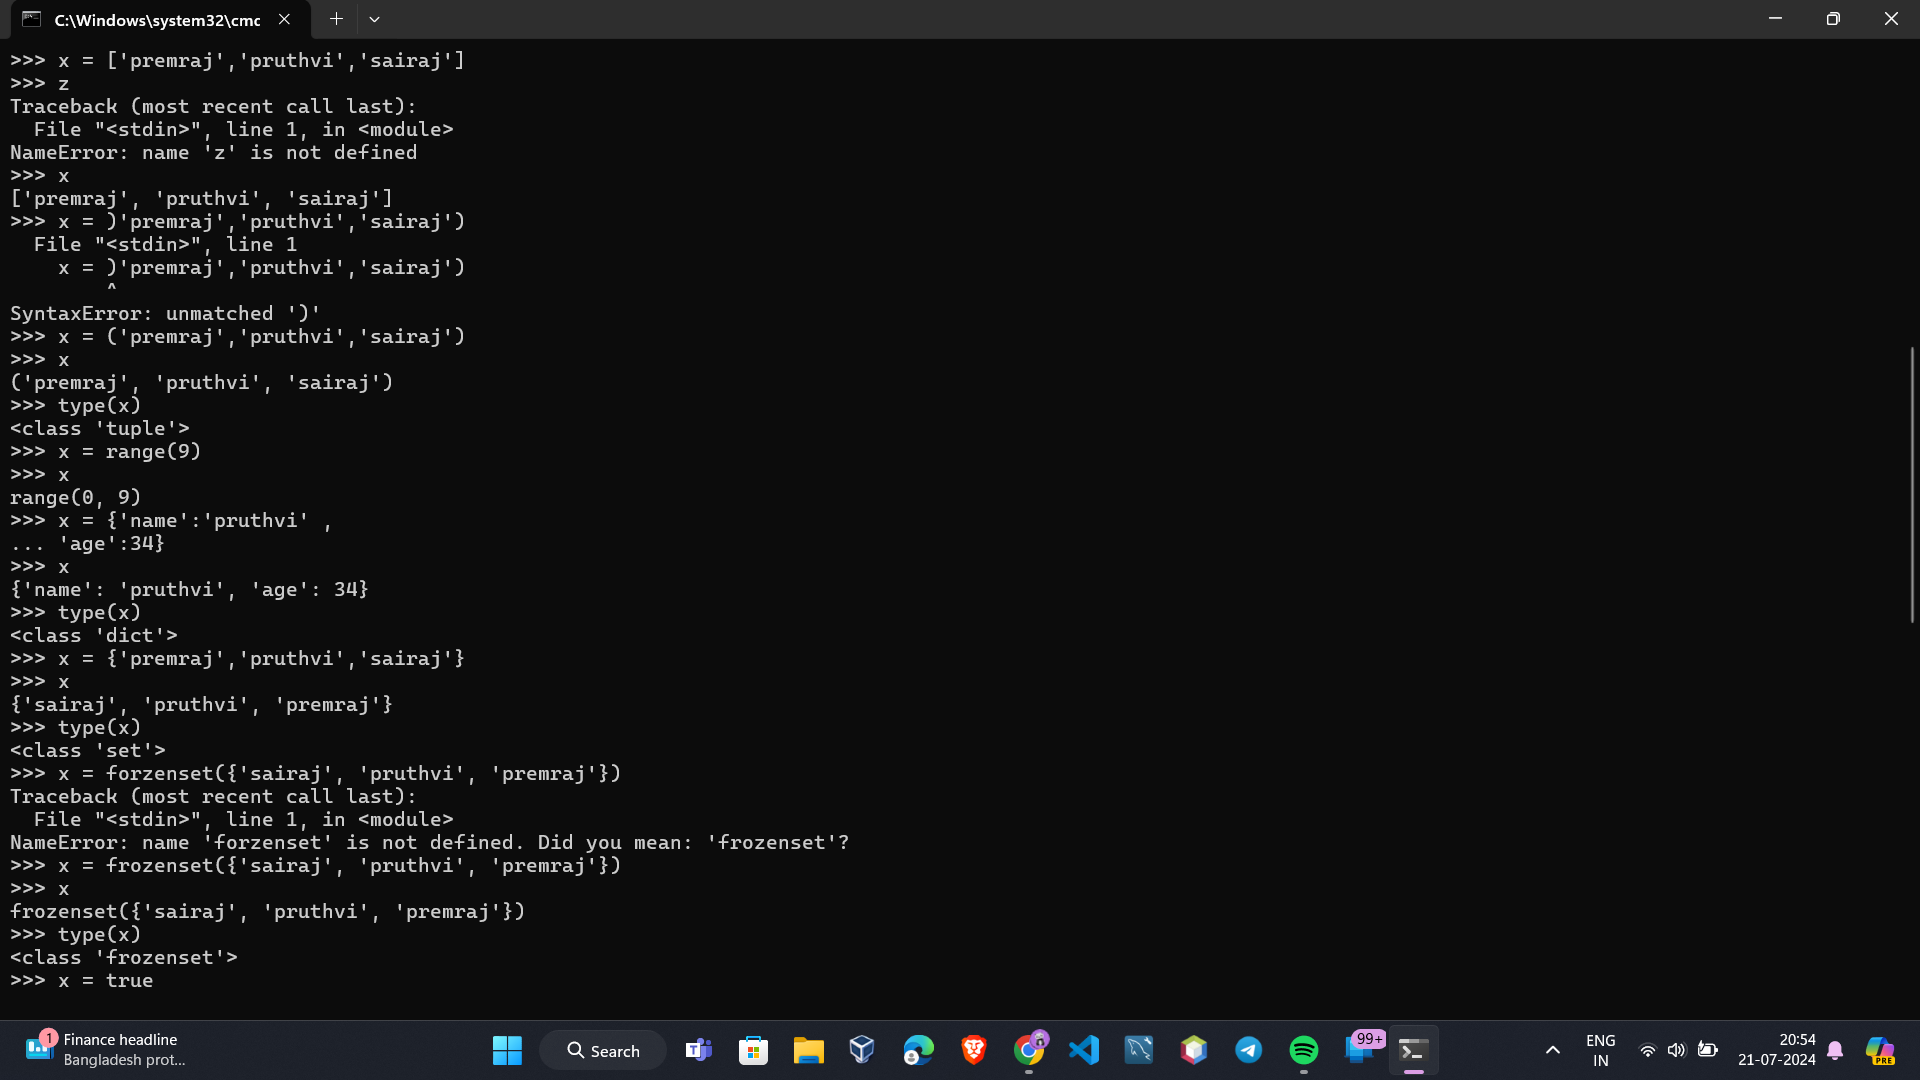 C:\Windows\system32\cmd
>>> x = ['premraj','pruthvi','sairaj']
>>> z
Traceback (most recent call last):
  File "<stdin>", line 1, in <module>
NameError: name 'z' is not defined
>>> x
['premraj', 'pruthvi', 'sairaj']
>>> x = )'premraj','pruthvi','sairaj')
  File "<stdin>", line 1
    x = )'premraj','pruthvi','sairaj')
        ^
SyntaxError: unmatched ')'
>>> x = ('premraj','pruthvi','sairaj')
>>> x
('premraj', 'pruthvi', 'sairaj')
>>> type(x)
<class 'tuple'>
>>> x = range(9)
>>> x
range(0, 9)
>>> x = {'name':'pruthvi' ,
... 'age':34}
>>> x
{'name': 'pruthvi', 'age': 34}
>>> type(x)
<class 'dict'>
>>> x = {'premraj','pruthvi','sairaj'}
>>> x
{'sairaj', 'pruthvi', 'premraj'}
>>> type(x)
<class 'set'>
>>> x = forzenset({'sairaj', 'pruthvi', 'premraj'})
Traceback (most recent call last):
  File "<stdin>", line 1, in <module>
NameError: name 'forzenset' is not defined. Did you mean: 'frozenset'?
>>> x = frozenset({'sairaj', 'pruthvi', 'premraj'})
>>> x
frozenset({'sairaj', 'pruthvi', 'premraj'})
>>> type(x)
<class 'frozenset'>
>>> x = true
1
Finance headline
Bangladesh prot...
Search
99+
ENG
IN
20:54
21-07-2024
PRE